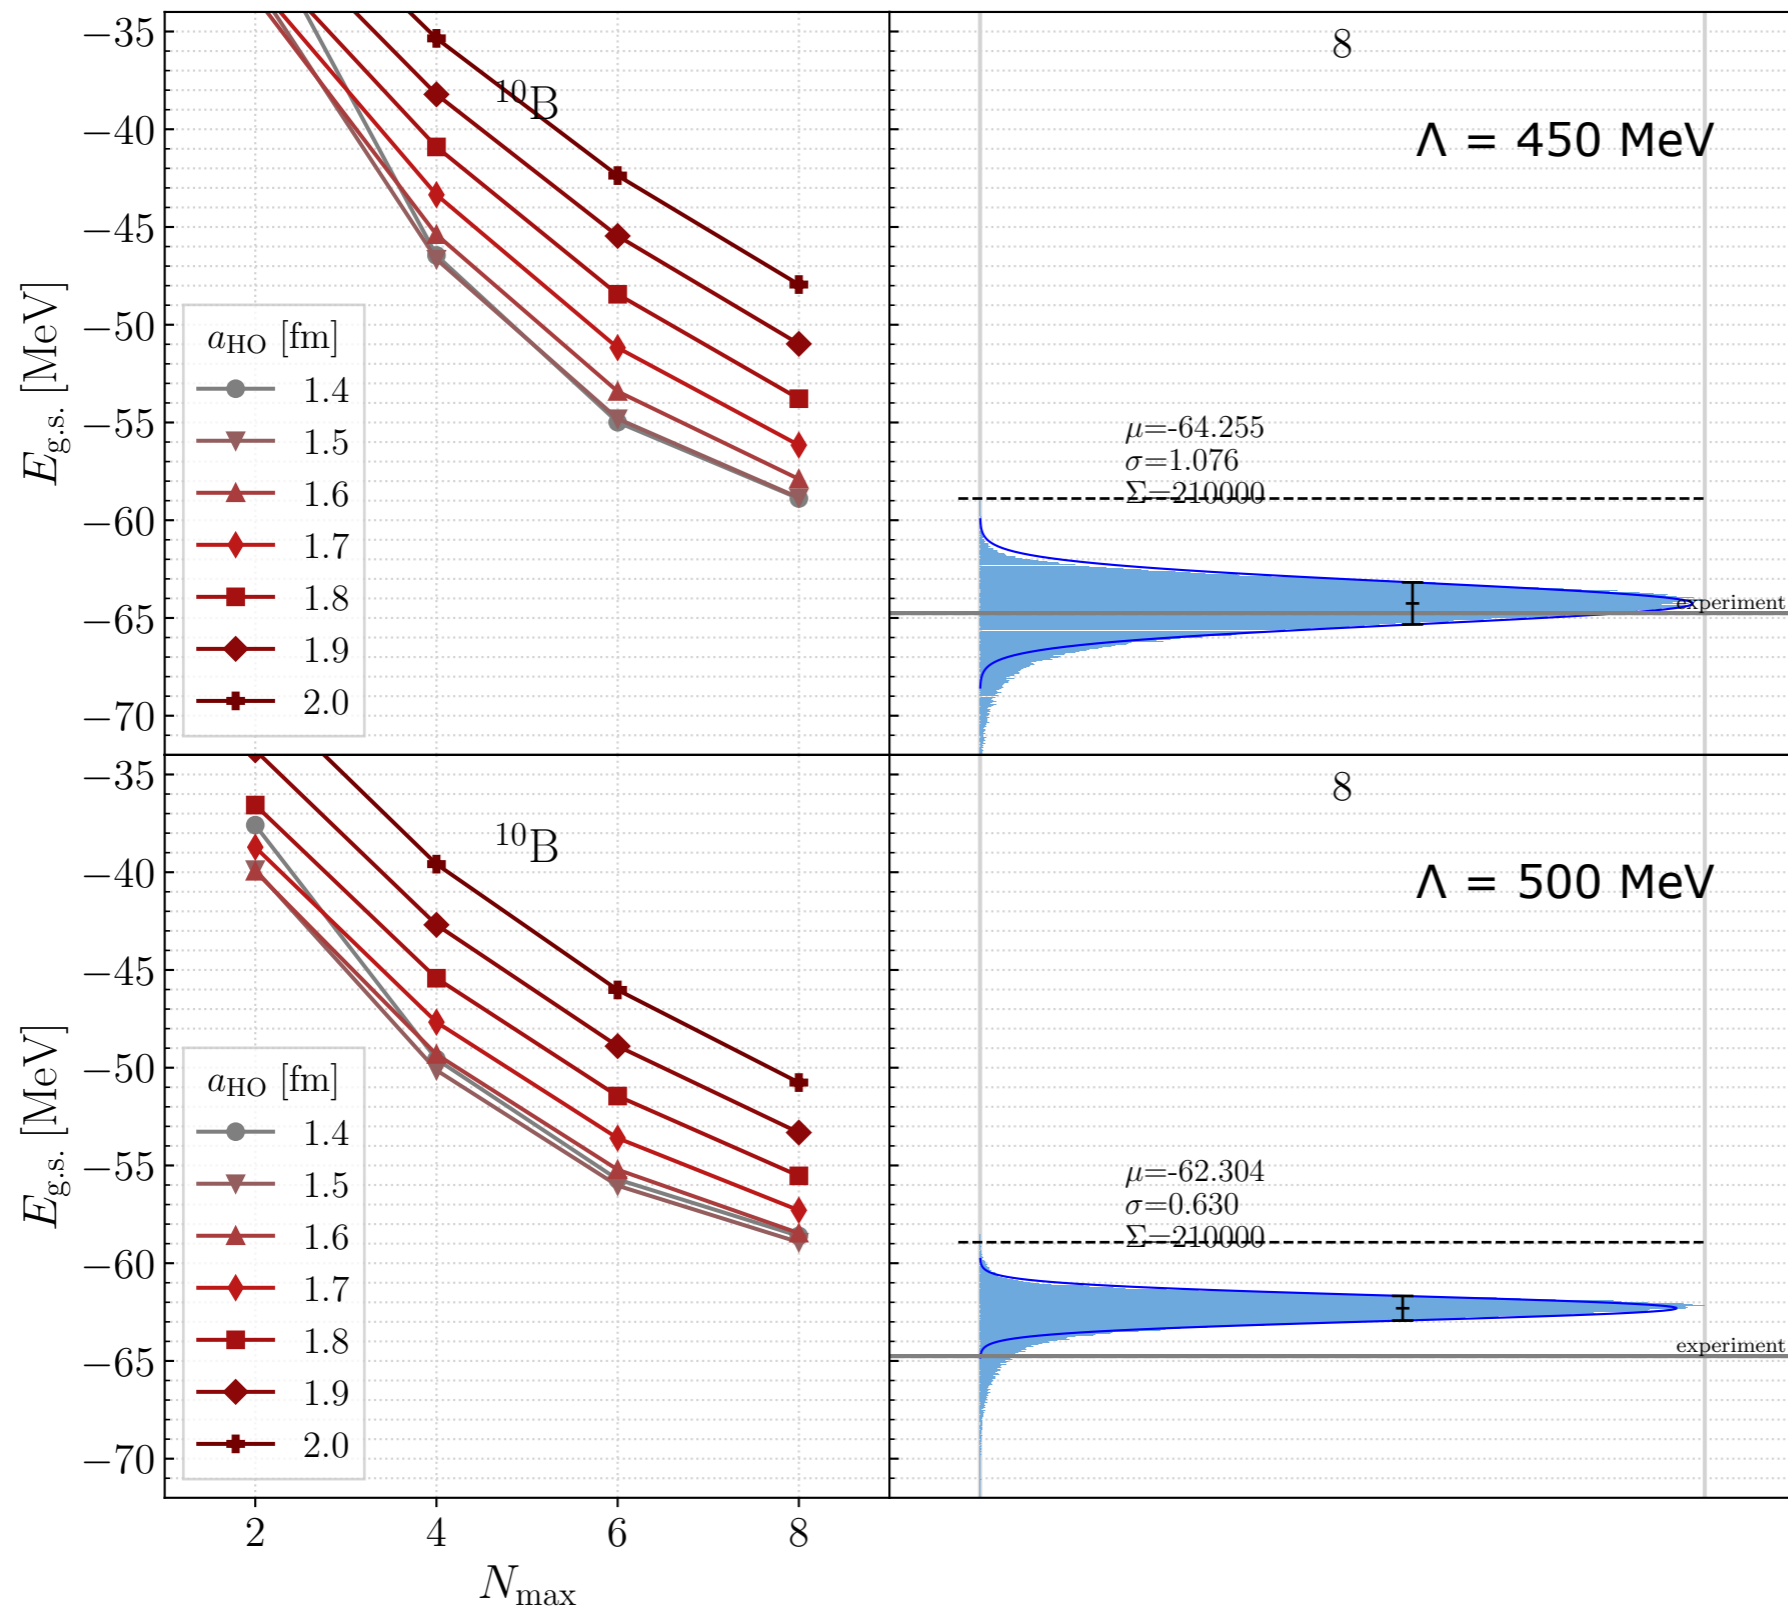 −35
−40
−45
−50
−55
−60
−65
−70
E_g.s. [MeV]
¹⁰B
a_HO [fm]
1.4
1.5
1.6
1.7
1.8
1.9
2.0
8
Λ = 450 MeV
μ=-64.255
σ=1.076
Σ=210000
experiment
−35
−40
−45
−50
−55
−60
−65
−70
E_g.s. [MeV]
¹⁰B
a_HO [fm]
1.4
1.5
1.6
1.7
1.8
1.9
2.0
8
Λ = 500 MeV
μ=-62.304
σ=0.630
Σ=210000
experiment
2 4 6 8
N_max